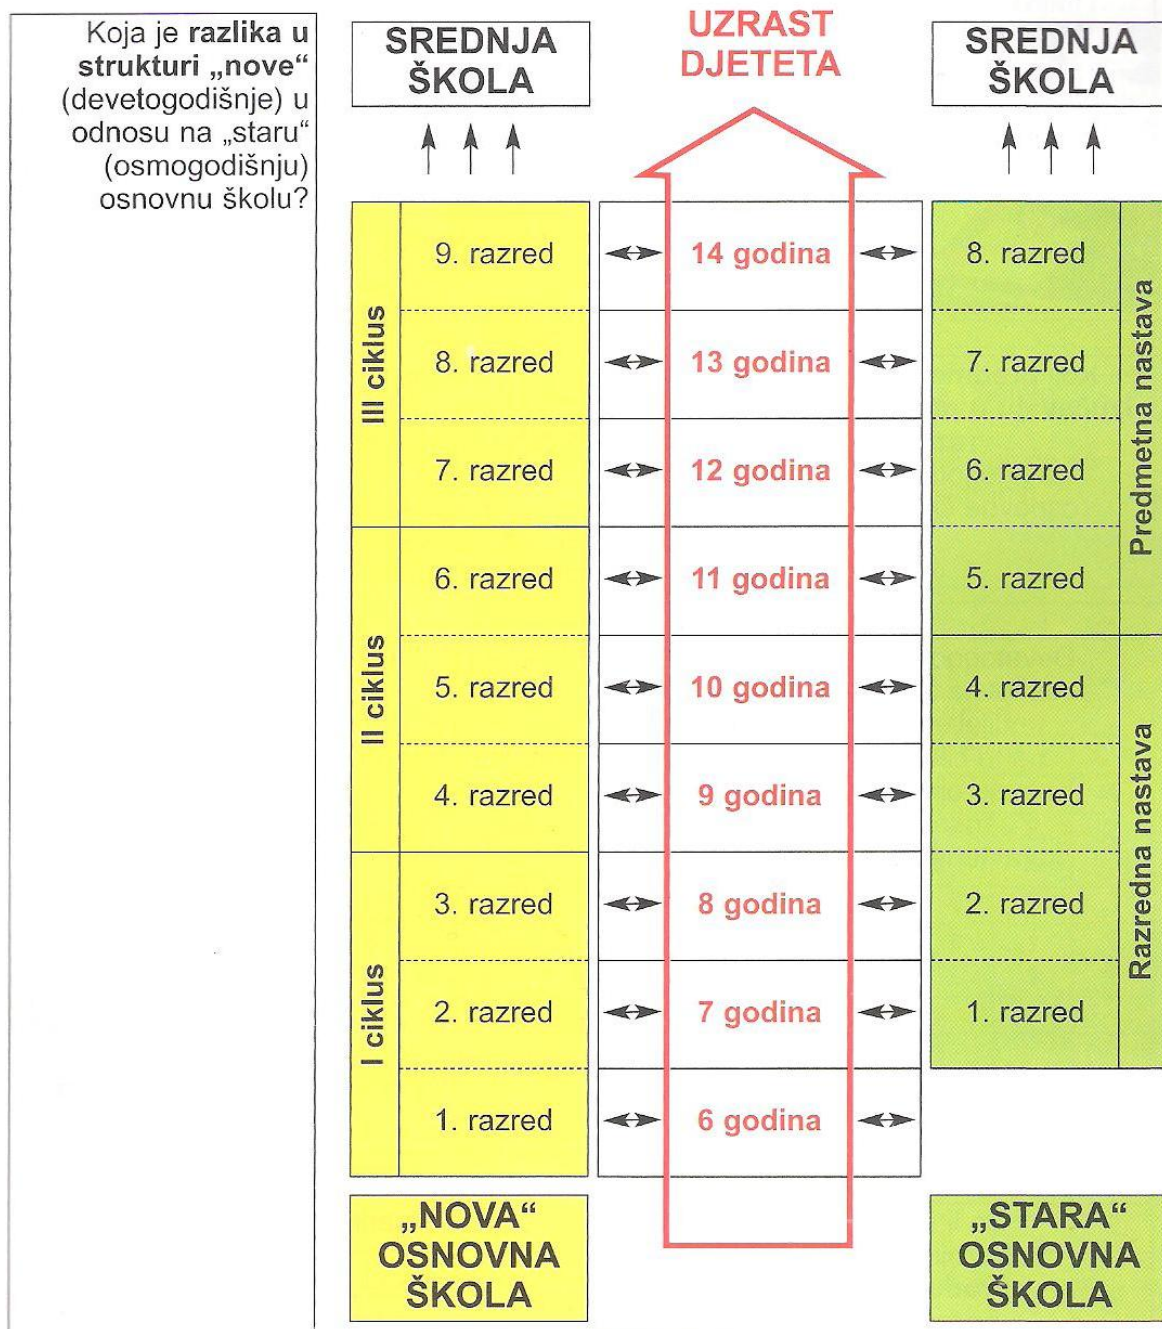 Koja je razlika u
strukturi „nove“
(devetogodišnje) u
odnosu na „staru“
(osmogodišnju)
osnovnu školu?
SREDNJA
ŠKOLA
UZRAST
DJETETA
SREDNJA
ŠKOLA
III ciklus
9. razred
14 godina
8. razred
Predmetna nastava
8. razred
13 godina
7. razred
7. razred
12 godina
6. razred
II ciklus
6. razred
11 godina
5. razred
5. razred
10 godina
4. razred
Razredna nastava
4. razred
9 godina
3. razred
I ciklus
3. razred
8 godina
2. razred
2. razred
7 godina
1. razred
1. razred
6 godina
„NOVA“
OSNOVNA
ŠKOLA
„STARA“
OSNOVNA
ŠKOLA